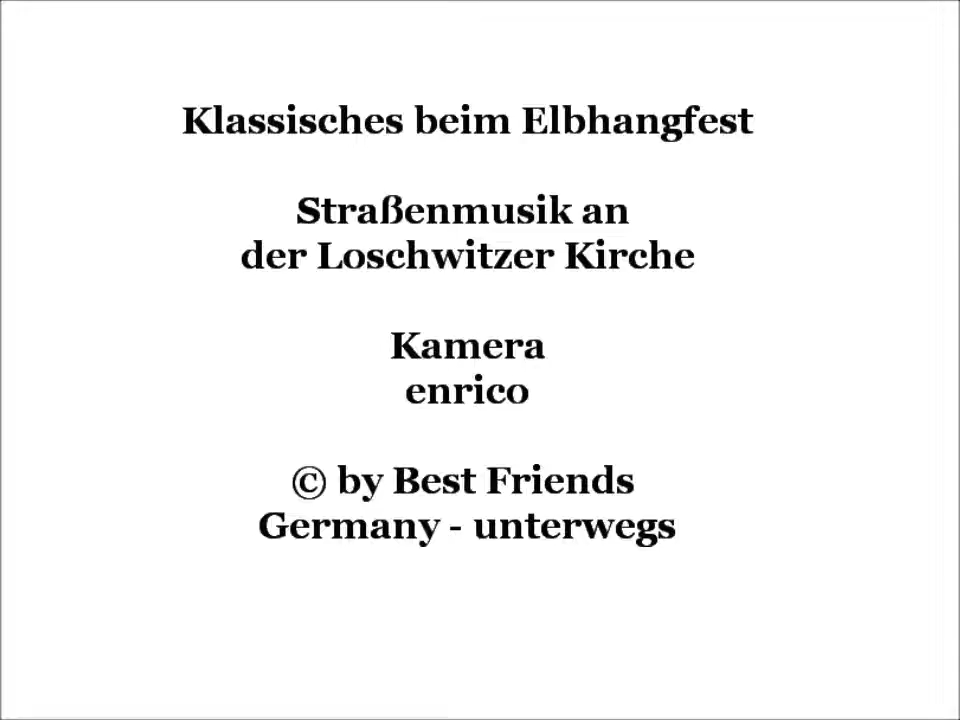 Klassisches beim Elbhangfest
Straßenmusik an
der Loschwitzer Kirche
Kamera
enrico
© by Best Friends
Germany - unterwegs